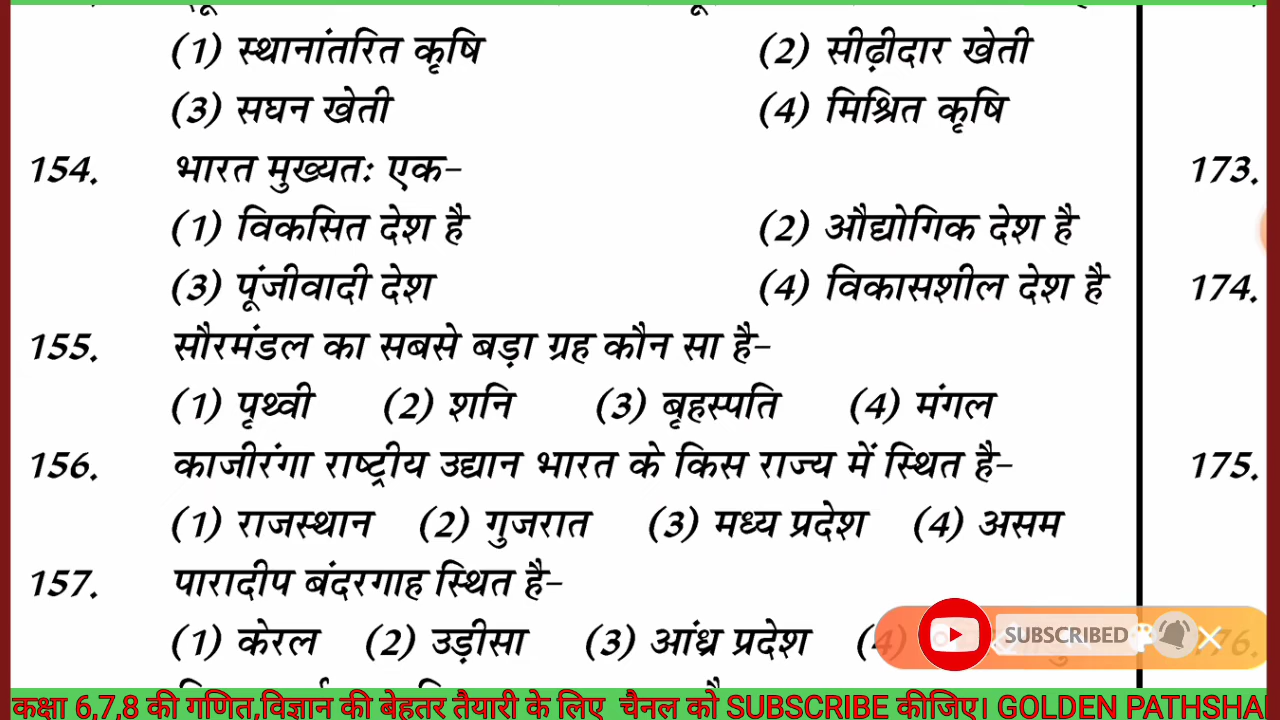 (1) स्थानांतरित कृषि (2) सीढ़ीदार खेती
(3) सघन खेती (4) मिश्रित कृषि
154. भारत मुख्यतः एक-
(1) विकसित देश है (2) औद्योगिक देश है
(3) पूंजीवादी देश (4) विकासशील देश है
155. सौरमंडल का सबसे बड़ा ग्रह कौन सा है-
(1) पृथ्वी (2) शनि (3) बृहस्पति (4) मंगल
156. काजीरंगा राष्ट्रीय उद्यान भारत के किस राज्य में स्थित है-
(1) राजस्थान (2) गुजरात (3) मध्य प्रदेश (4) असम
157. पारादीप बंदरगाह स्थित है-
(1) केरल (2) उड़ीसा (3) आंध्र प्रदेश (4)
173.
174.
175.
176.
SUBSCRIBED
कक्षा 6,7,8 की गणित,विज्ञान की बेहतर तैयारी के लिए चैनल को SUBSCRIBE कीजिए। GOLDEN PATHSHA